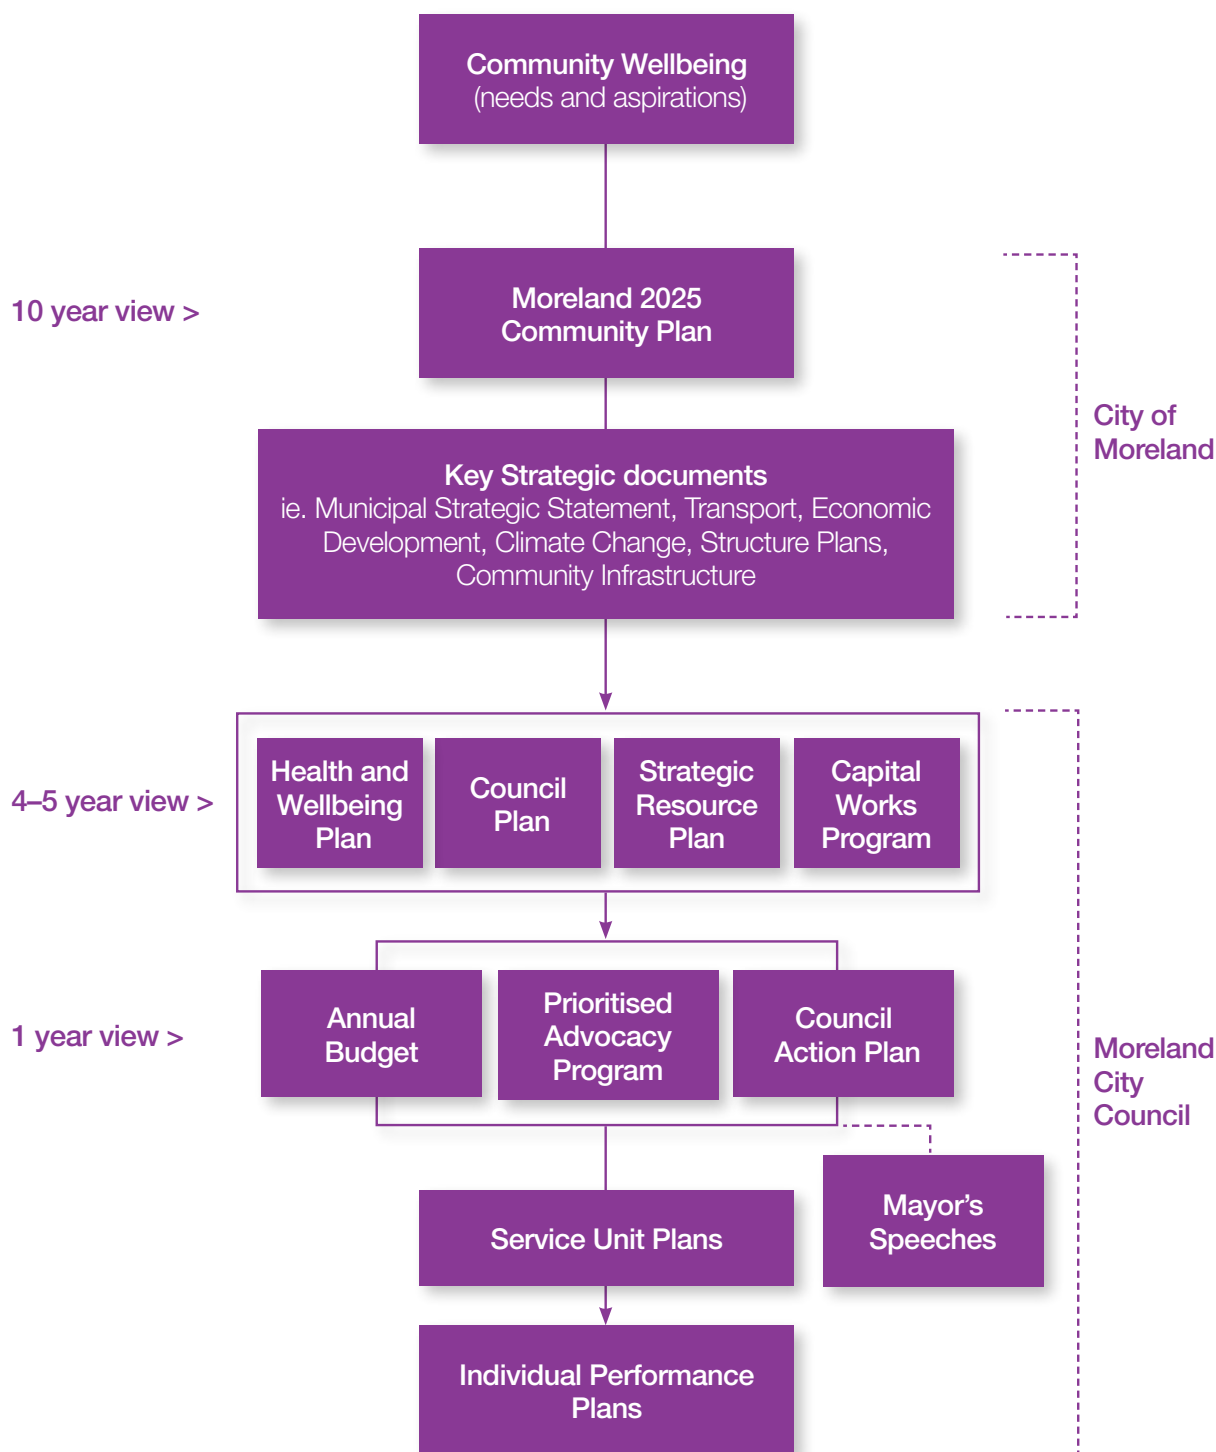 Community Wellbeing
(needs and aspirations)
10 year view >
Moreland 2025
Community Plan
City of
Moreland
Key Strategic documents
ie. Municipal Strategic Statement, Transport, Economic
Development, Climate Change, Structure Plans,
Community Infrastructure
4–5 year view >
Health and
Wellbeing
Plan
Council
Plan
Strategic
Resource
Plan
Capital
Works
Program
1 year view >
Annual
Budget
Prioritised
Advocacy
Program
Council
Action Plan
Moreland
City
Council
Mayor’s
Speeches
Service Unit Plans
Individual Performance
Plans